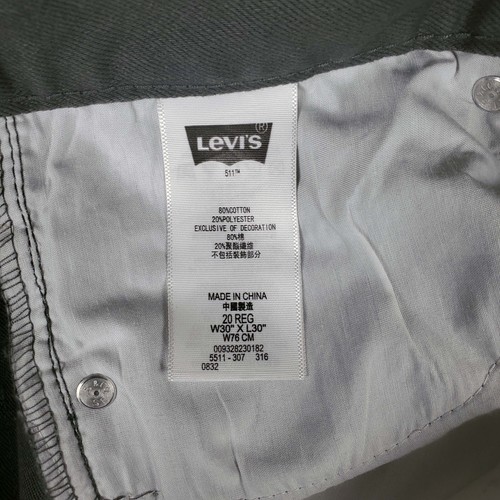 LEVI'S®
511™
80%COTTON
20%POLYESTER
EXCLUSIVE OF DECORATION
80%棉
20%聚酯纖維
不包括裝飾部分
MADE IN CHINA
中國製造
20 REG
W30" X L30"
W76 CM
009328230182
5511 - 307 316
0832